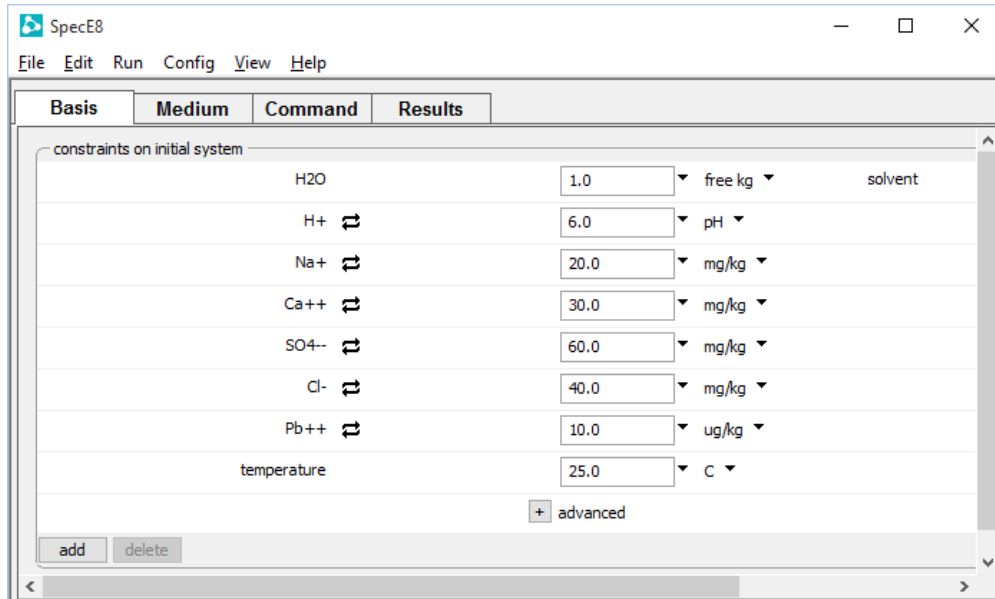 SpecE8
File Edit Run Config View Help
Basis Medium Command Results
constraints on initial system
H2O 1.0 free kg solvent
H+ 6.0 pH
Na+ 20.0 mg/kg
Ca++ 30.0 mg/kg
SO4-- 60.0 mg/kg
Cl- 40.0 mg/kg
Pb++ 10.0 ug/kg
temperature 25.0 C
+ advanced
add delete